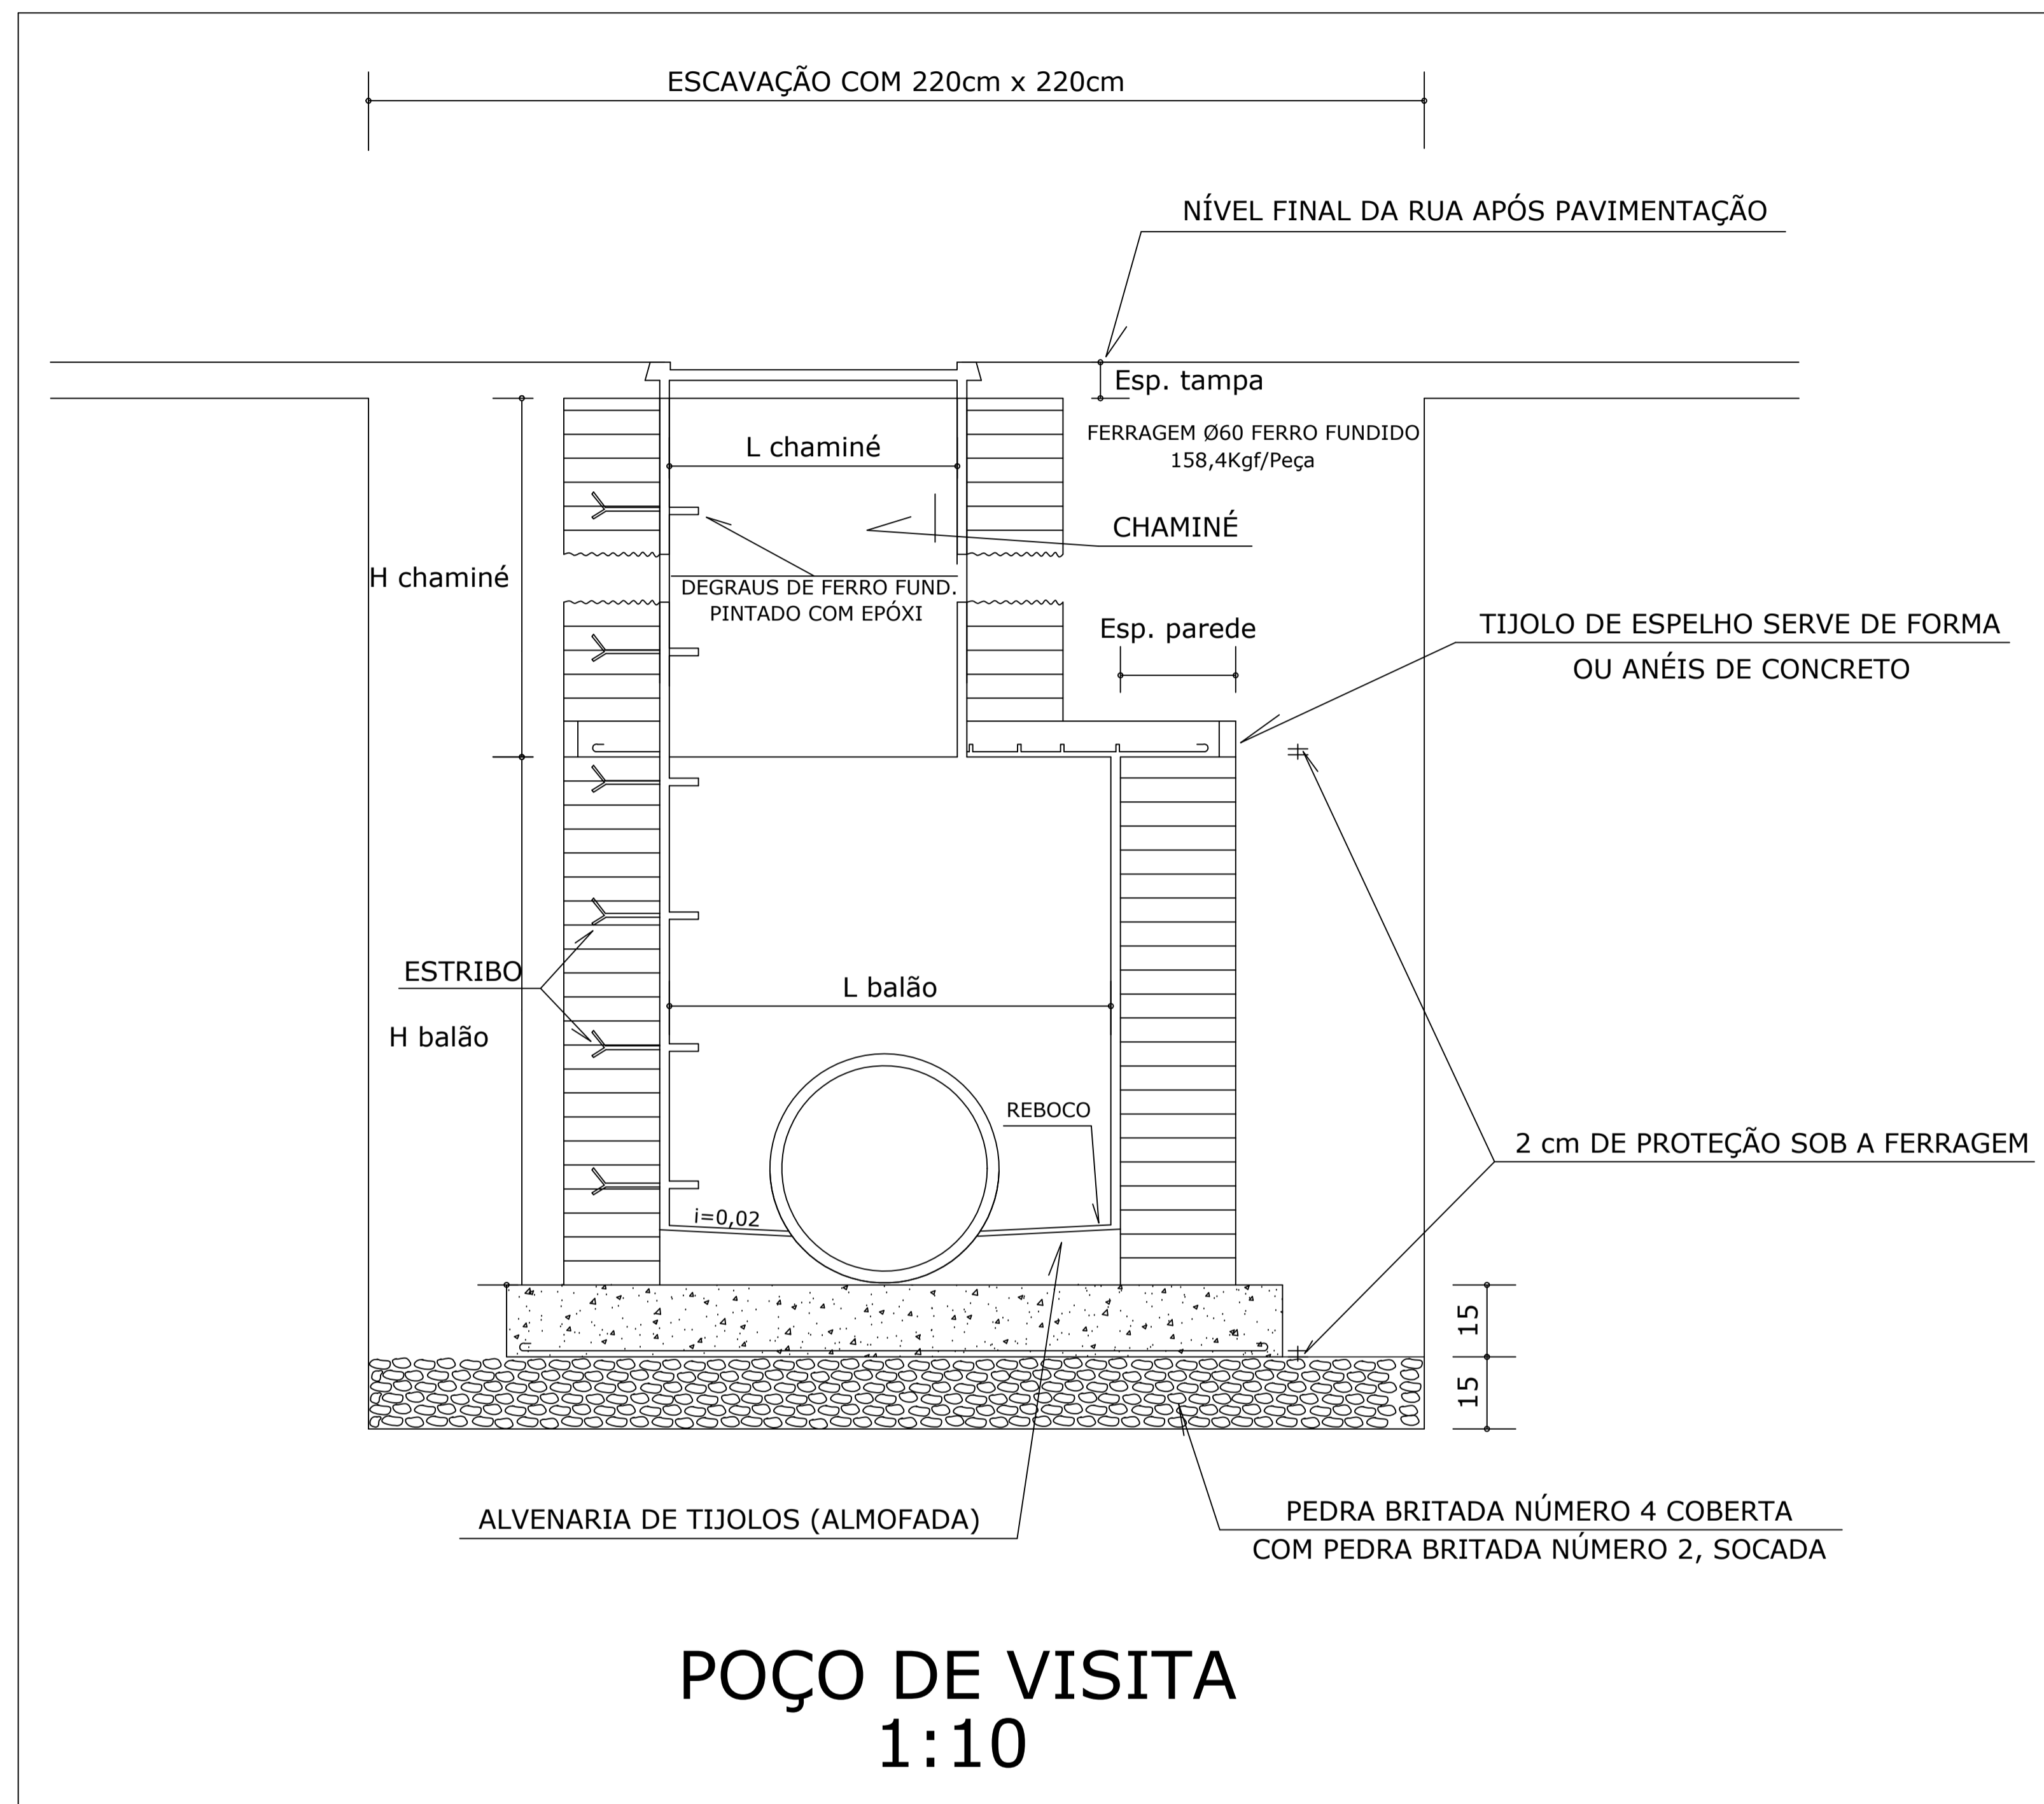 ESCAVAÇÃO COM 220cm x 220cm
NÍVEL FINAL DA RUA APÓS PAVIMENTAÇÃO
Esp. tampa
FERRAGEM Ø60 FERRO FUNDIDO
158,4Kgf/Peça
L chaminé
CHAMINÉ
H chaminé
DEGRAUS DE FERRO FUND.
PINTADO COM EPÓXI
Esp. parede
TIJOLO DE ESPELHO SERVE DE FORMA
OU ANÉIS DE CONCRETO
ESTRIBO
L balão
H balão
REBOCO
2 cm DE PROTEÇÃO SOB A FERRAGEM
i=0,02
15
15
ALVENARIA DE TIJOLOS (ALMOFADA)
PEDRA BRITADA NÚMERO 4 COBERTA
COM PEDRA BRITADA NÚMERO 2, SOCADA
POÇO DE VISITA
1:10